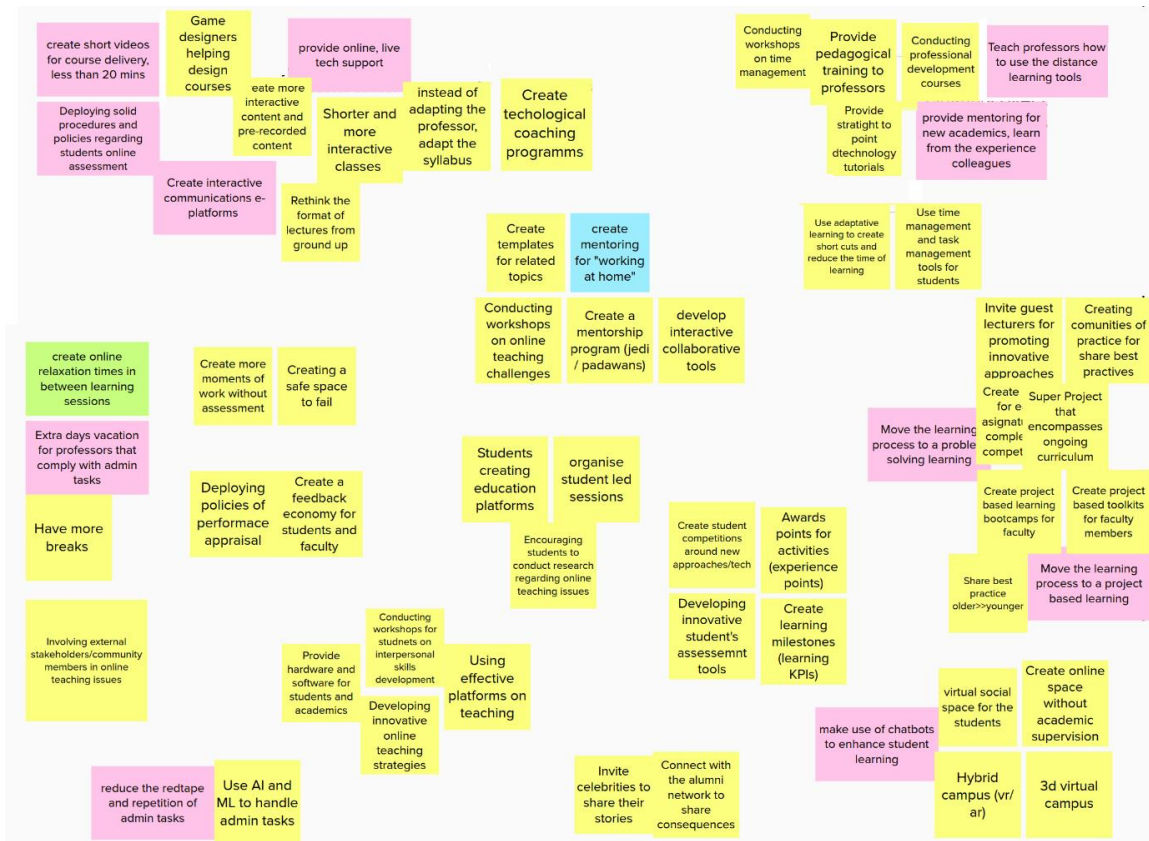 create short videos
for course delivery,
less than 20 mins
Game
designers
helping
design
courses
provide online, live
tech support
Deploying solid
procedures and
policies regarding
students online
assessment
eate more
interactive
content and
pre-recorded
content
Shorter and
more
interactive
classes
instead of
adapting the
professor,
adapt the
syllabus
Create
techological
coaching
programms
Create interactive
communications e-
platforms
Rethink the
format of
lectures from
ground up
Conducting
workshops
on time
management
Provide
pedagogical
training to
professors
Conducting
professional
development
courses
Teach professors how
to use the distance
learning tools
Provide
stratight to
point
dtechnology
tutorials
provide mentoring for
new academics, learn
from the experience
colleagues
Create
templates
for related
topics
create
mentoring
for "working
at home"
Use adaptative
learning to create
short cuts and
reduce the time of
learning
Use time
management
and task
management
tools for
students
Conducting
workshops
on online
teaching
challenges
Create a
mentorship
program (jedi
/ padawans)
develop
interactive
collaborative
tools
Invite guest
lecturers for
promoting
innovative
approaches
Creating
comunities of
practice for
share best
practives
create online
relaxation times in
between learning
sessions
Create more
moments of
work without
assessment
Creating a
safe space
to fail
Extra days vacation
for professors that
comply with admin
tasks
Move the learning
process to a proble
solving learning
Create
for e
asignat
comple
compet
Super Project
that
encompasses
ongoing
curriculum
Have more
breaks
Deploying
policies of
performace
appraisal
Create a
feedback
economy for
students and
faculty
Students
creating
education
platforms
organise
student led
sessions
Encouraging
students to
conduct research
regarding online
teaching issues
Create student
competitions
around new
approaches/tech
Awards
points for
activities
(experience
points)
Create project
based learning
bootcamps for
faculty
Create project
based toolkits
for faculty
members
Share best
practice
older>>younger
Move the learning
process to a project
based learning
Developing
innovative
student's
assessemnt
tools
Create
learning
milestones
(learning
KPIs)
Involving external
stakeholders/community
members in online
teaching issues
Provide
hardware and
software for
students and
academics
Conducting
workshops for
studnets on
interpersonal
skills
development
Using
effective
platforms on
teaching
Developing
innovative
online
teaching
strategies
make use of chatbots
to enhance student
learning
virtual social
space for the
students
Create online
space
without
academic
supervision
reduce the redtape
and repetition of
admin tasks
Use AI and
ML to handle
admin tasks
Invite
celebrities to
share their
stories
Connect with
the alumni
network to
share
consequences
Hybrid
campus (vr/
ar)
3d virtual
campus